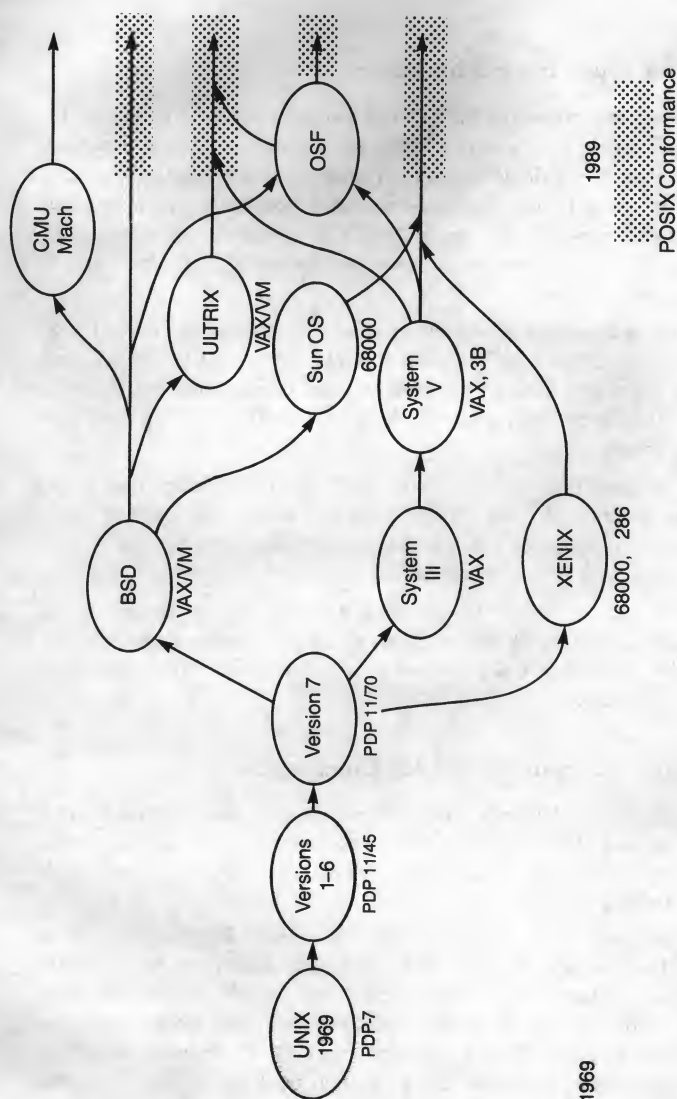 UNIX
1969
PDP-7
Versions
1–6
PDP 11/45
Version 7
PDP 11/70
BSD
VAX/VM
System
III
VAX
XENIX
68000, 286
CMU
Mach
ULTRIX
VAX/VM
Sun OS
68000
System
V
VAX, 3B
OSF
1969
1989
POSIX Conformance